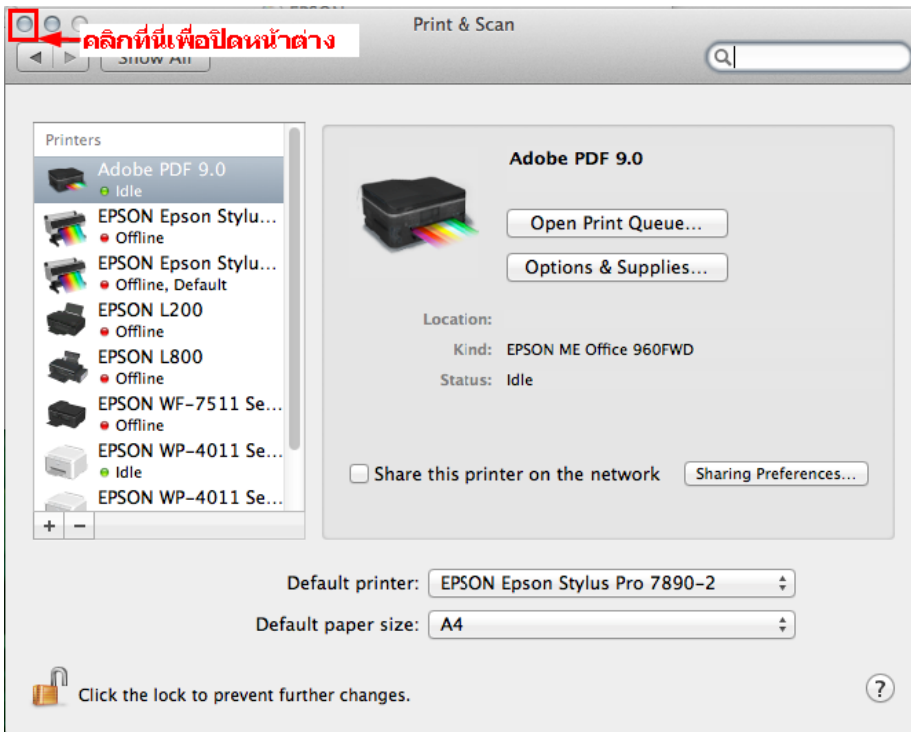 Print & Scan
คลิกที่นี่เพื่อปิดหน้าต่าง
Show All
Printers
Adobe PDF 9.0
Idle
EPSON Epson Stylu...
Offline
EPSON Epson Stylu...
Offline, Default
EPSON L200
Offline
EPSON L800
Offline
EPSON WF-7511 Se...
Offline
EPSON WP-4011 Se...
Idle
EPSON WP-4011 Se...
+ −
Adobe PDF 9.0
Open Print Queue...
Options & Supplies...
Location:
Kind: EPSON ME Office 960FWD
Status: Idle
Share this printer on the network Sharing Preferences...
Default printer: EPSON Epson Stylus Pro 7890-2
Default paper size: A4
Click the lock to prevent further changes.
?